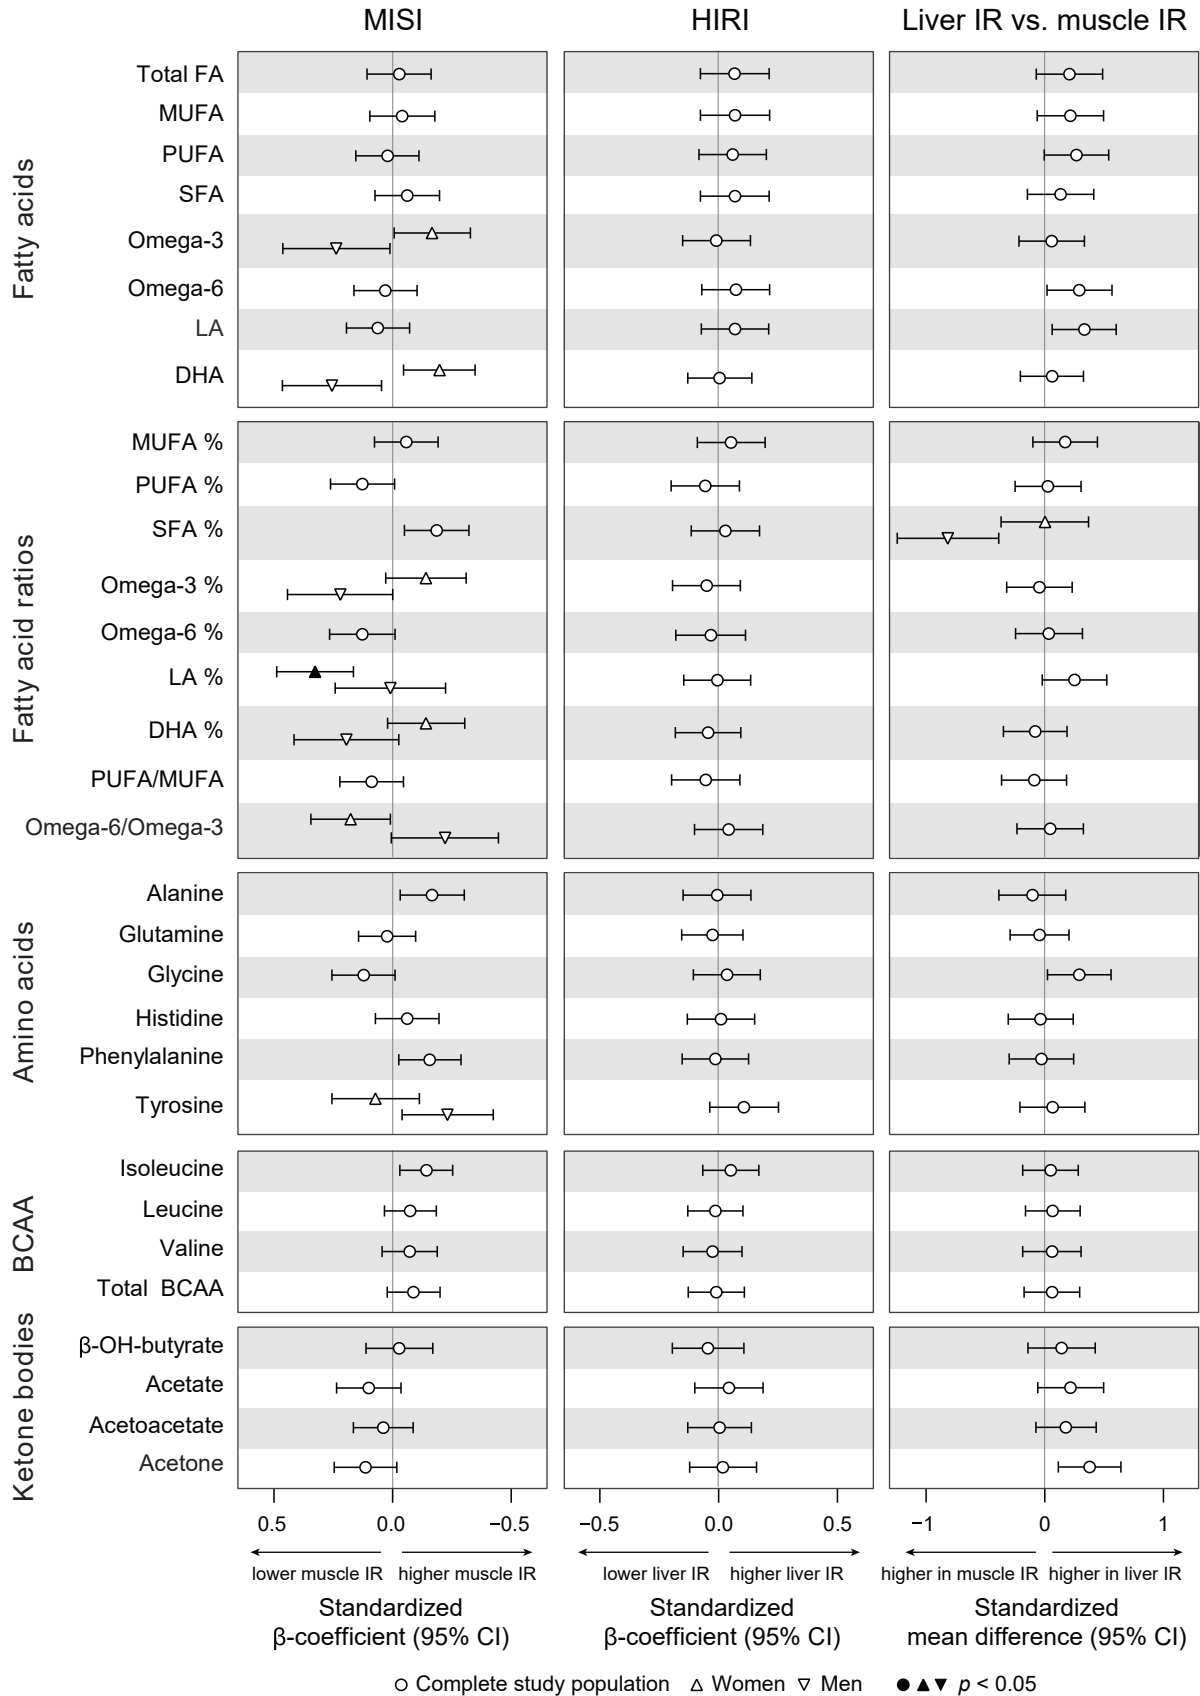 MISI HIRI Liver IR vs. muscle IR
Fatty acids
Total FA
MUFA
PUFA
SFA
Omega-3
Omega-6
LA
DHA
Fatty acid ratios
MUFA %
PUFA %
SFA %
Omega-3 %
Omega-6 %
LA %
DHA %
PUFA/MUFA
Omega-6/Omega-3
Amino acids
Alanine
Glutamine
Glycine
Histidine
Phenylalanine
Tyrosine
BCAA
Isoleucine
Leucine
Valine
Total BCAA
Ketone bodies
β-OH-butyrate
Acetate
Acetoacetate
Acetone
0.5 0.0 −0.5 −0.5 0.0 0.5 −1 0 1
lower muscle IR higher muscle IR lower liver IR higher liver IR higher in muscle IR higher in liver IR
Standardized Standardized Standardized
β-coefficient (95% CI) β-coefficient (95% CI) mean difference (95% CI)
Complete study population Women Men p < 0.05